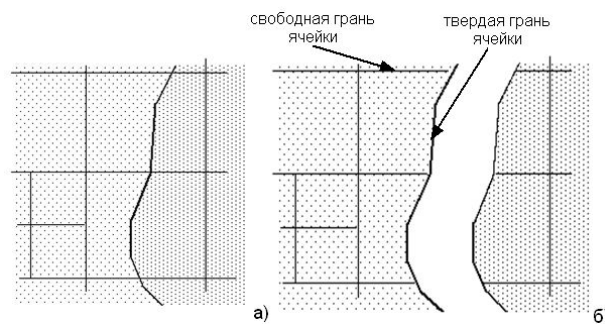 свободная грань
ячейки
твердая грань
ячейки
а)
б